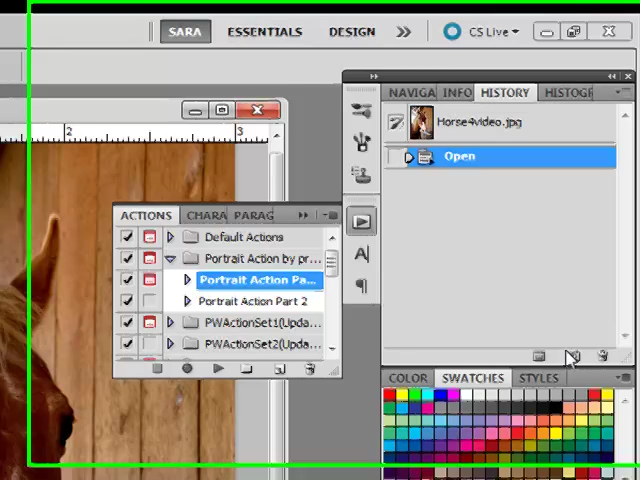 SARA ESSENTIALS DESIGN CS Live
NAVIGA INFO HISTORY HISTOGR
2 3
Horse4video.jpg
Open
ACTIONS CHARA PARAG
Default Actions
Portrait Action by pr...
Portrait Action Pa...
Portrait Action Part 2
PWActionSet1(Upda...
PWActionSet2(Upda...
COLOR SWATCHES STYLES